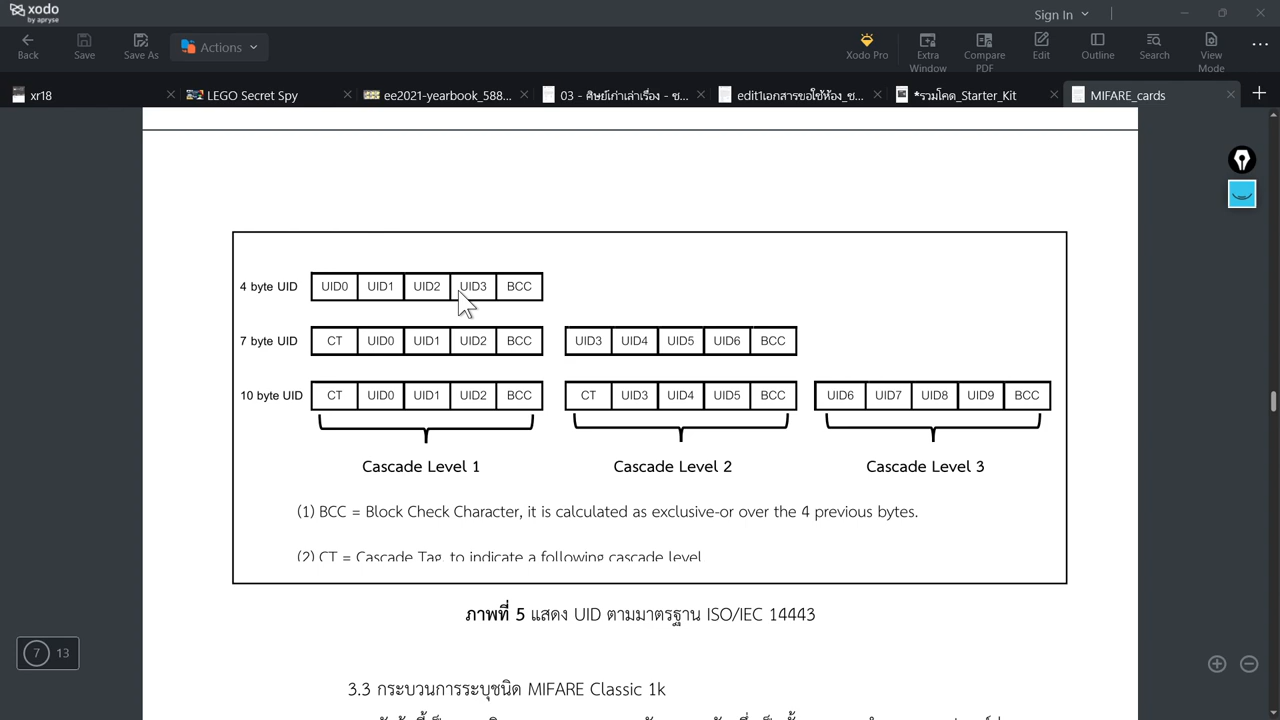 xodo
by apryse
Sign In
Back
Save
Save As
Actions
Xodo Pro
Extra Window
Compare PDF
Edit
Outline
Search
View Mode
xr18
LEGO Secret Spy
ee2021-yearbook_588...
03 - ศิษย์เก่าเล่าเรื่อง - ช...
edit1เอกสารขอใช้ห้อง_ช...
*รวมโคด_Starter_Kit
MIFARE_cards
4 byte UID UID0 UID1 UID2 UID3 BCC
7 byte UID CT UID0 UID1 UID2 BCC UID3 UID4 UID5 UID6 BCC
10 byte UID CT UID0 UID1 UID2 BCC CT UID3 UID4 UID5 BCC UID6 UID7 UID8 UID9 BCC
Cascade Level 1 Cascade Level 2 Cascade Level 3
(1) BCC = Block Check Character, it is calculated as exclusive-or over the 4 previous bytes.
(2) CT = Cascade Tag, to indicate a following cascade level
ภาพที่ 5 แสดง UID ตามมาตรฐาน ISO/IEC 14443
7 13
3.3 กระบวนการระบุชนิด MIFARE Classic 1k